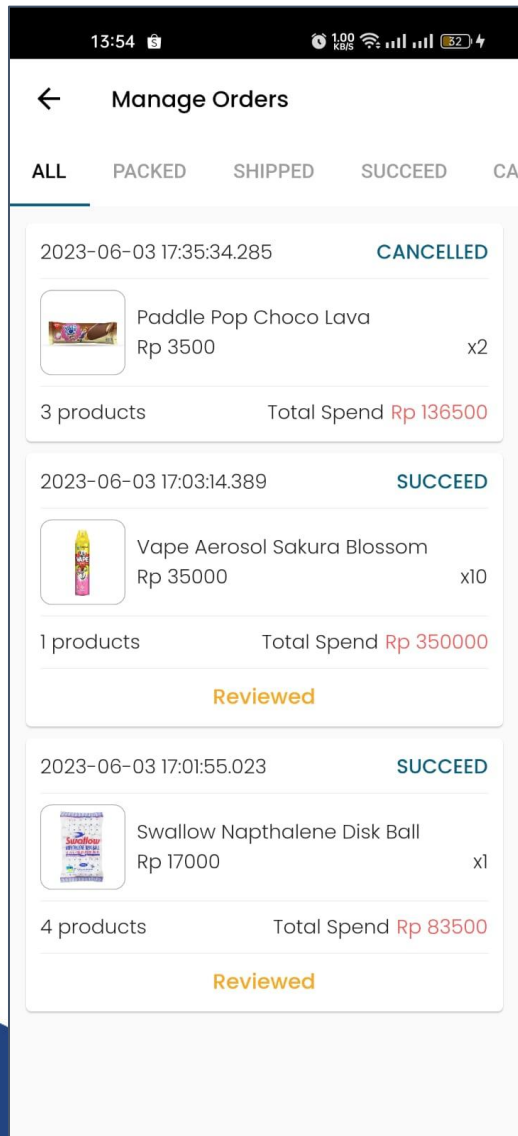 13:54 S 1.00 KB/S 32
Manage Orders
ALL PACKED SHIPPED SUCCEED CA
2023-06-03 17:35:34.285 CANCELLED
Paddle Pop Choco Lava
Rp 3500 x2
3 products Total Spend Rp 136500
2023-06-03 17:03:14.389 SUCCEED
Vape Aerosol Sakura Blossom
Rp 35000 x10
1 products Total Spend Rp 350000
Reviewed
2023-06-03 17:01:55.023 SUCCEED
Swallow
Swallow Napthalene Disk Ball
Rp 17000 x1
4 products Total Spend Rp 83500
Reviewed